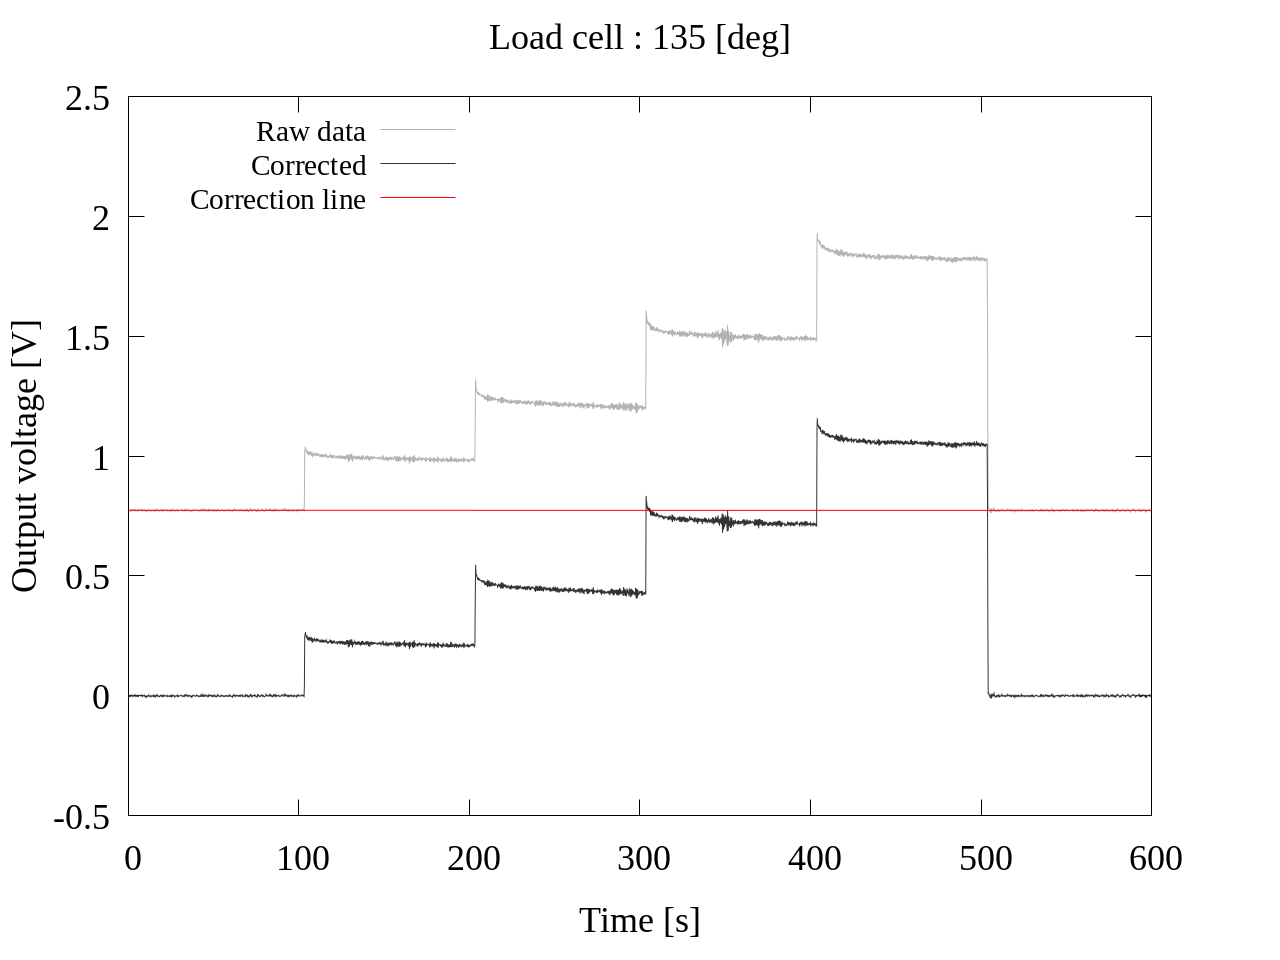 Load cell : 135 [deg]
2.5
Raw data
Corrected
Correction line
2
1.5
1
0.5
0
-0.5
Output voltage [V]
0 100 200 300 400 500 600
Time [s]